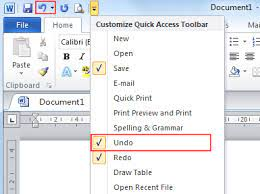 Document1 -
W
File
Home
Customize Quick Access Toolbar
New
Open
Save
E-mail
Quick Print
Print Preview and Print
Spelling & Grammar
Undo
Redo
Draw Table
Open Recent File
Paste
Calibri (B
B
Document1